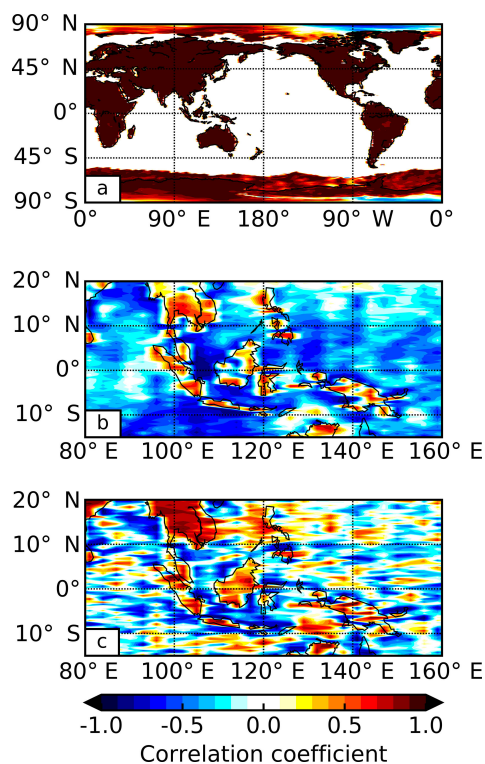 90° N
45° N
0°
45° S
90° S
a
0° 90° E 180° 90° W 0°
20° N
10° N
0°
10° S
b
80° E 100° E 120° E 140° E 160° E
20° N
10° N
0°
10° S
c
80° E 100° E 120° E 140° E 160° E
-1.0 -0.5 0.0 0.5 1.0
Correlation coefficient